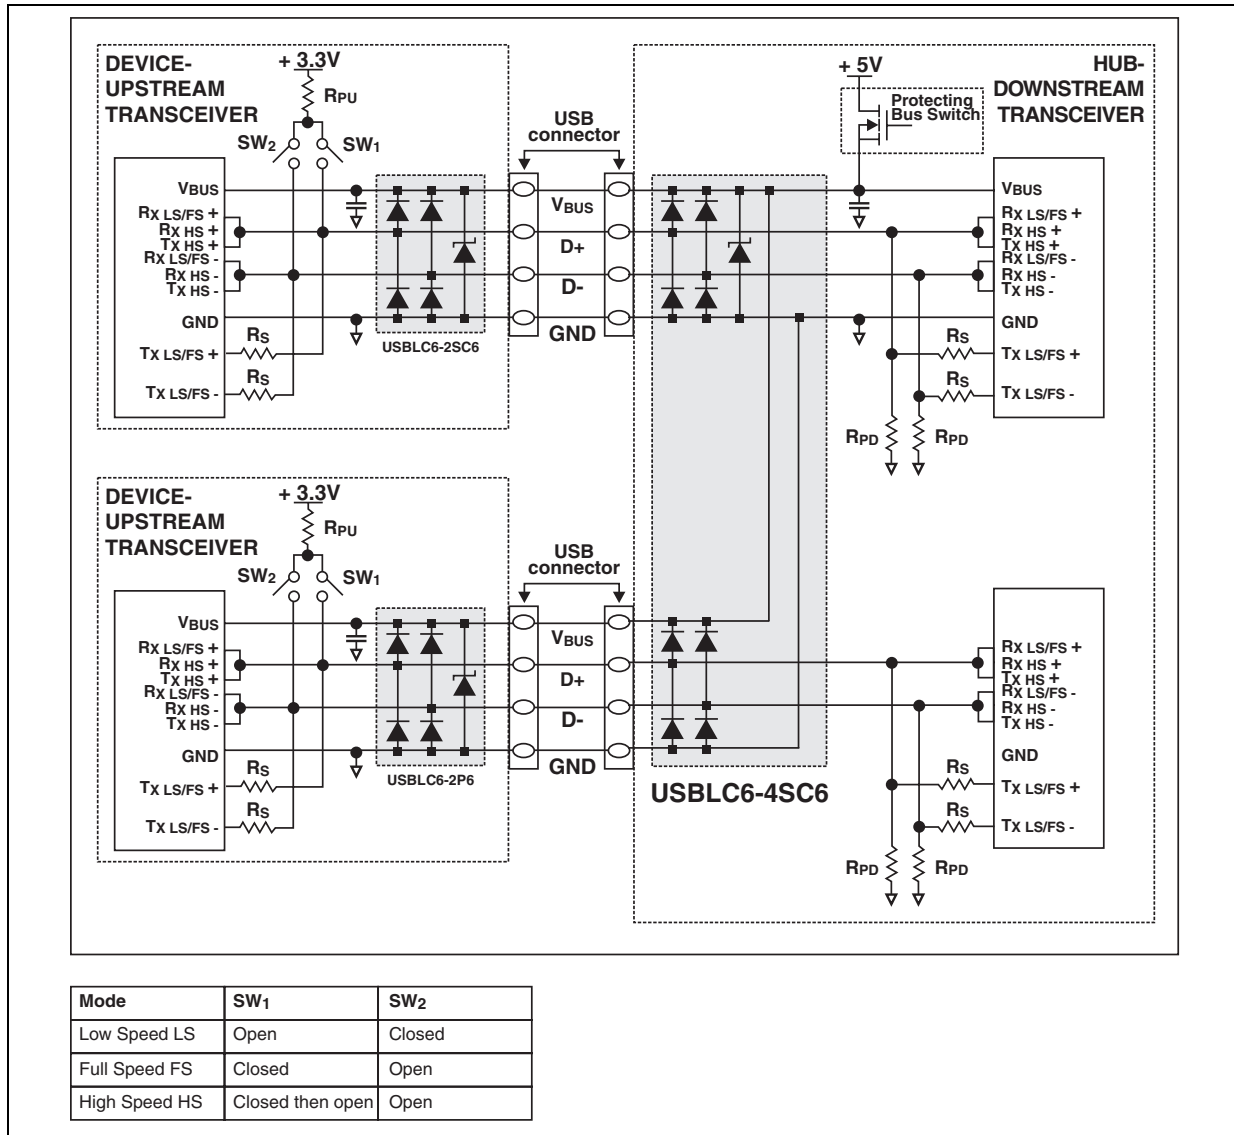 DEVICE-
UPSTREAM
TRANSCEIVER
+ 3.3V
RPU
SW2
SW1
VBUS
RX LS/FS +
RX HS +
TX HS +
RX LS/FS -
RX HS -
TX HS -
GND
TX LS/FS +
TX LS/FS -
RS
RS
USBLC6-2SC6
USB
connector
VBUS
D+
D-
GND
+ 5V
Protecting
Bus Switch
HUB-
DOWNSTREAM
TRANSCEIVER
VBUS
RX LS/FS +
RX HS +
TX HS +
RX LS/FS -
RX HS -
TX HS -
GND
TX LS/FS +
TX LS/FS -
RS
RS
RPD
RPD
DEVICE-
UPSTREAM
TRANSCEIVER
+ 3.3V
RPU
SW2
SW1
VBUS
RX LS/FS +
RX HS +
TX HS +
RX LS/FS -
RX HS -
TX HS -
GND
TX LS/FS +
TX LS/FS -
RS
RS
USBLC6-2P6
USB
connector
VBUS
D+
D-
GND
USBLC6-4SC6
RX LS/FS +
RX HS +
TX HS +
RX LS/FS -
RX HS -
TX HS -
GND
TX LS/FS +
TX LS/FS -
RS
RS
RPD
RPD
Mode SW1 SW2
Low Speed LS Open Closed
Full Speed FS Closed Open
High Speed HS Closed then open Open